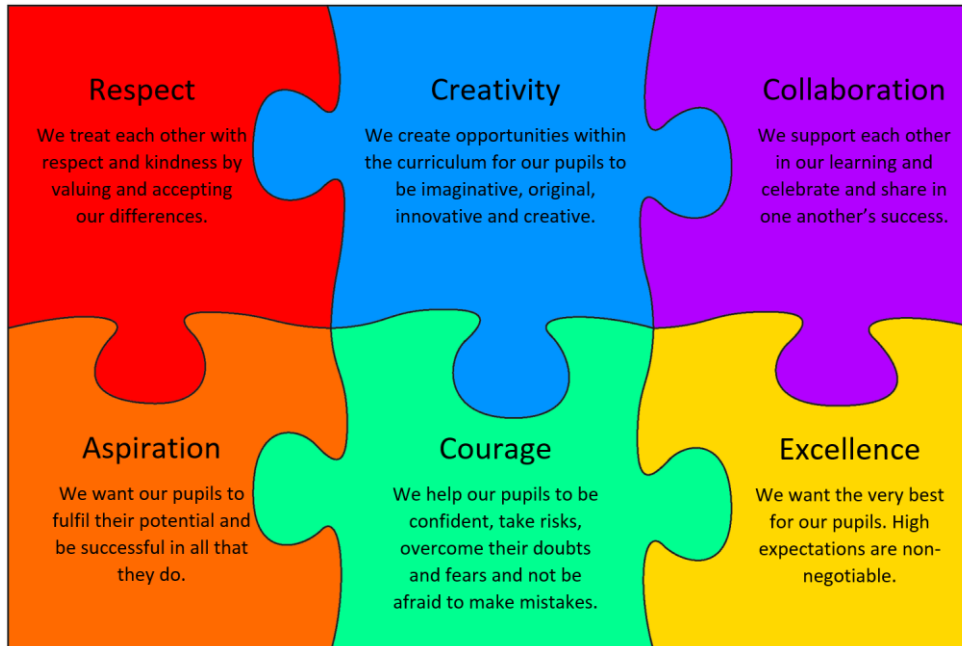 Respect
We treat each other with
respect and kindness by
valuing and accepting
our differences.
Creativity
We create opportunities within
the curriculum for our pupils to
be imaginative, original,
innovative and creative.
Collaboration
We support each other
in our learning and
celebrate and share in
one another’s success.
Aspiration
We want our pupils to
fulfil their potential and
be successful in all that
they do.
Courage
We help our pupils to be
confident, take risks,
overcome their doubts
and fears and not be
afraid to make mistakes.
Excellence
We want the very best
for our pupils. High
expectations are non-
negotiable.